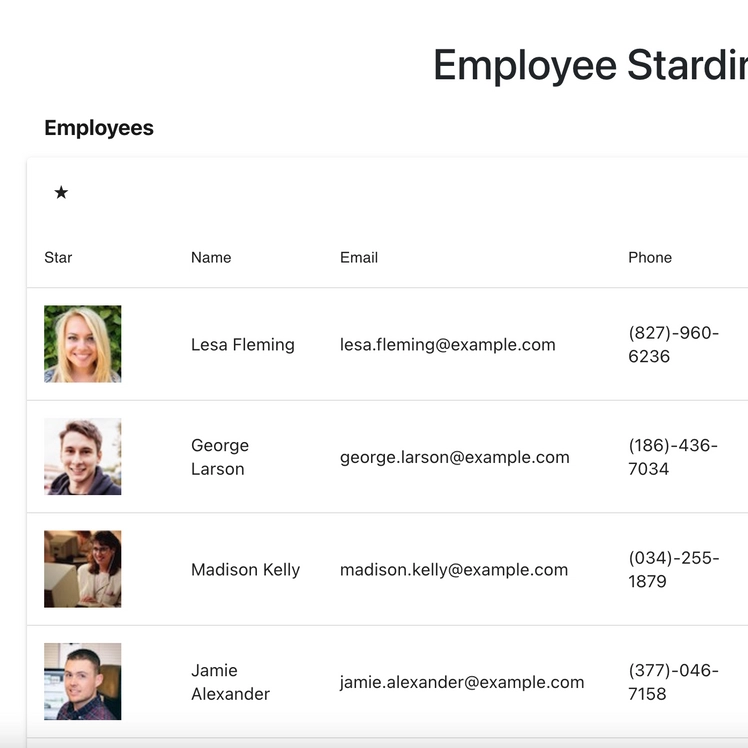 Employee Stardi
Employees
★
Star Name Email Phone
Lesa Fleming lesa.fleming@example.com (827)-960-
6236
George
Larson george.larson@example.com (186)-436-
7034
Madison Kelly madison.kelly@example.com (034)-255-
1879
Jamie
Alexander jamie.alexander@example.com (377)-046-
7158